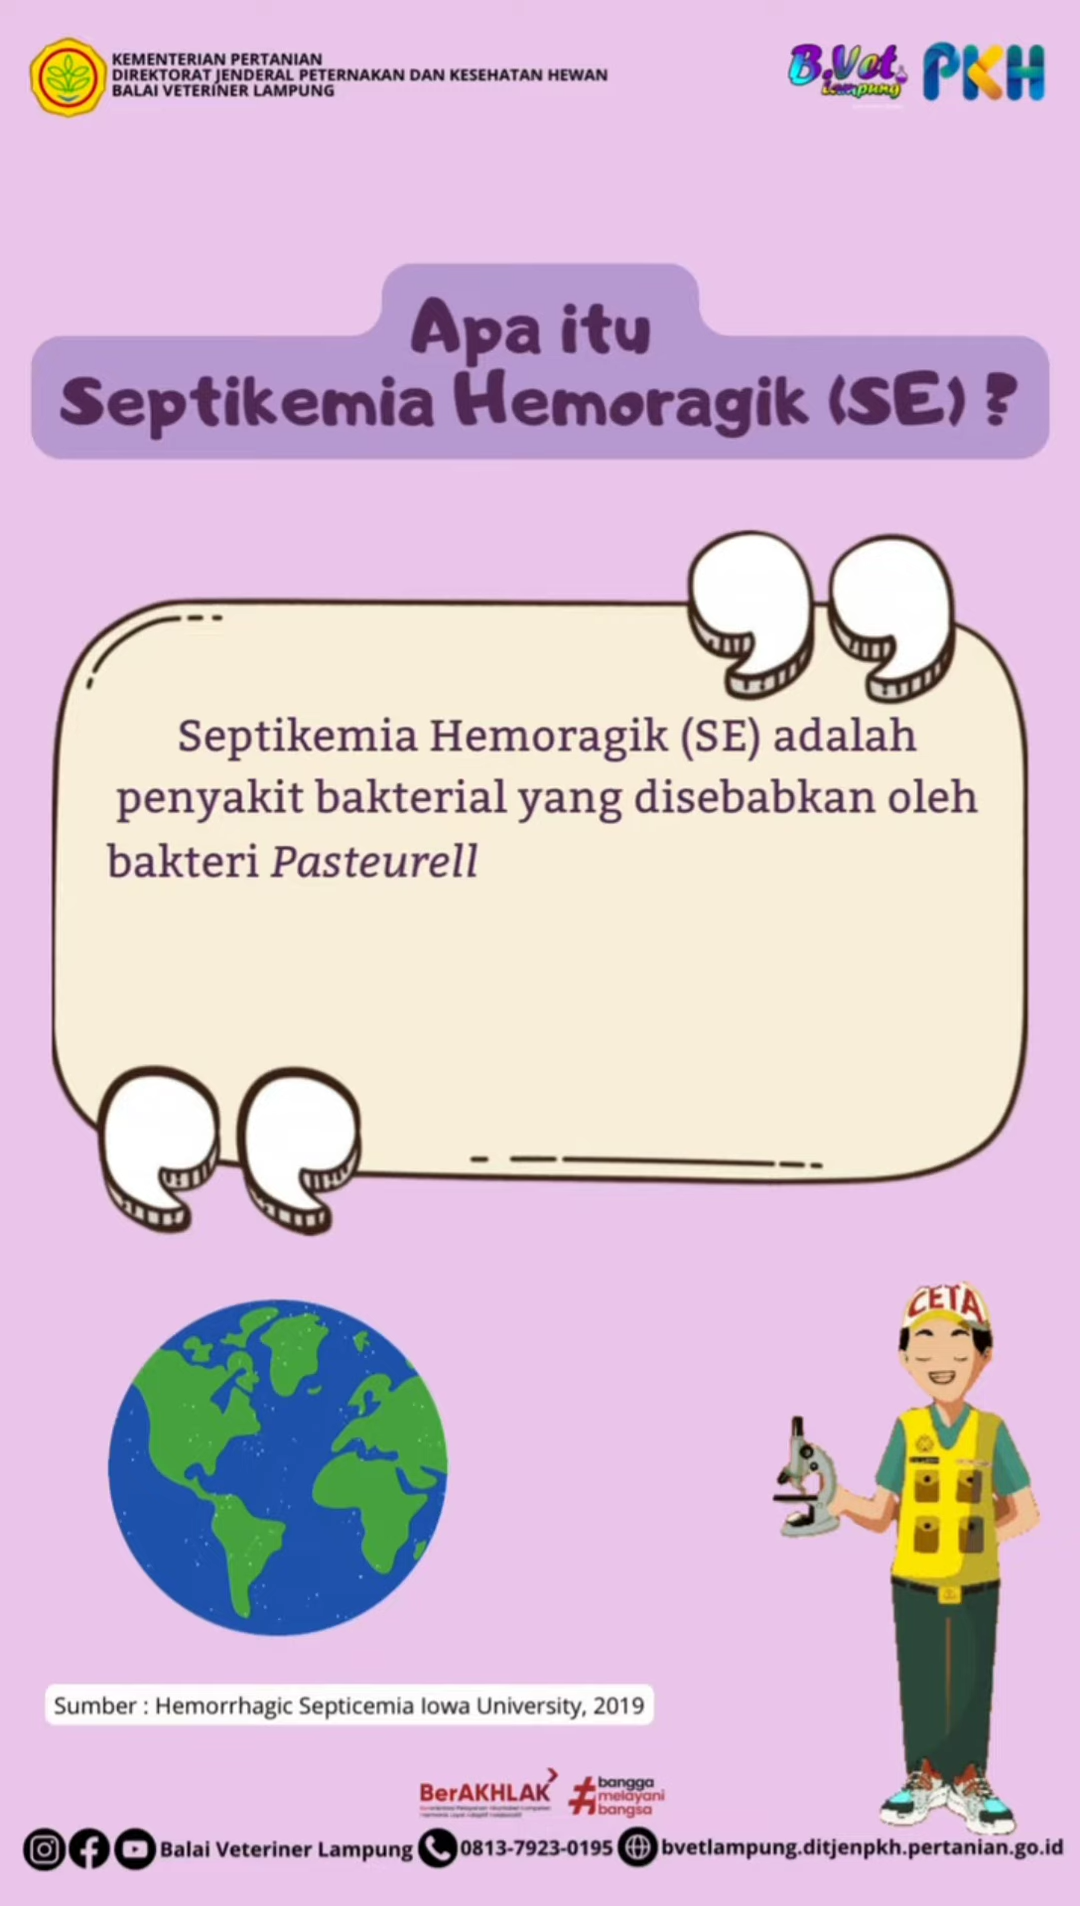 KEMENTERIAN PERTANIAN
DIREKTORAT JENDERAL PETERNAKAN DAN KESEHATAN HEWAN
BALAI VETERINER LAMPUNG
B.Vet
Lampung
PKH
Apa itu
Septikemia Hemoragik (SE) ?
Septikemia Hemoragik (SE) adalah
penyakit bakterial yang disebabkan oleh
bakteri Pasteurell
CETA
Sumber : Hemorrhagic Septicemia Iowa University, 2019
BerAKHLAK
#bangga
melayani
bangsa
Balai Veteriner Lampung 0813-7923-0195 bvetlampung.ditjenpkh.pertanian.go.id